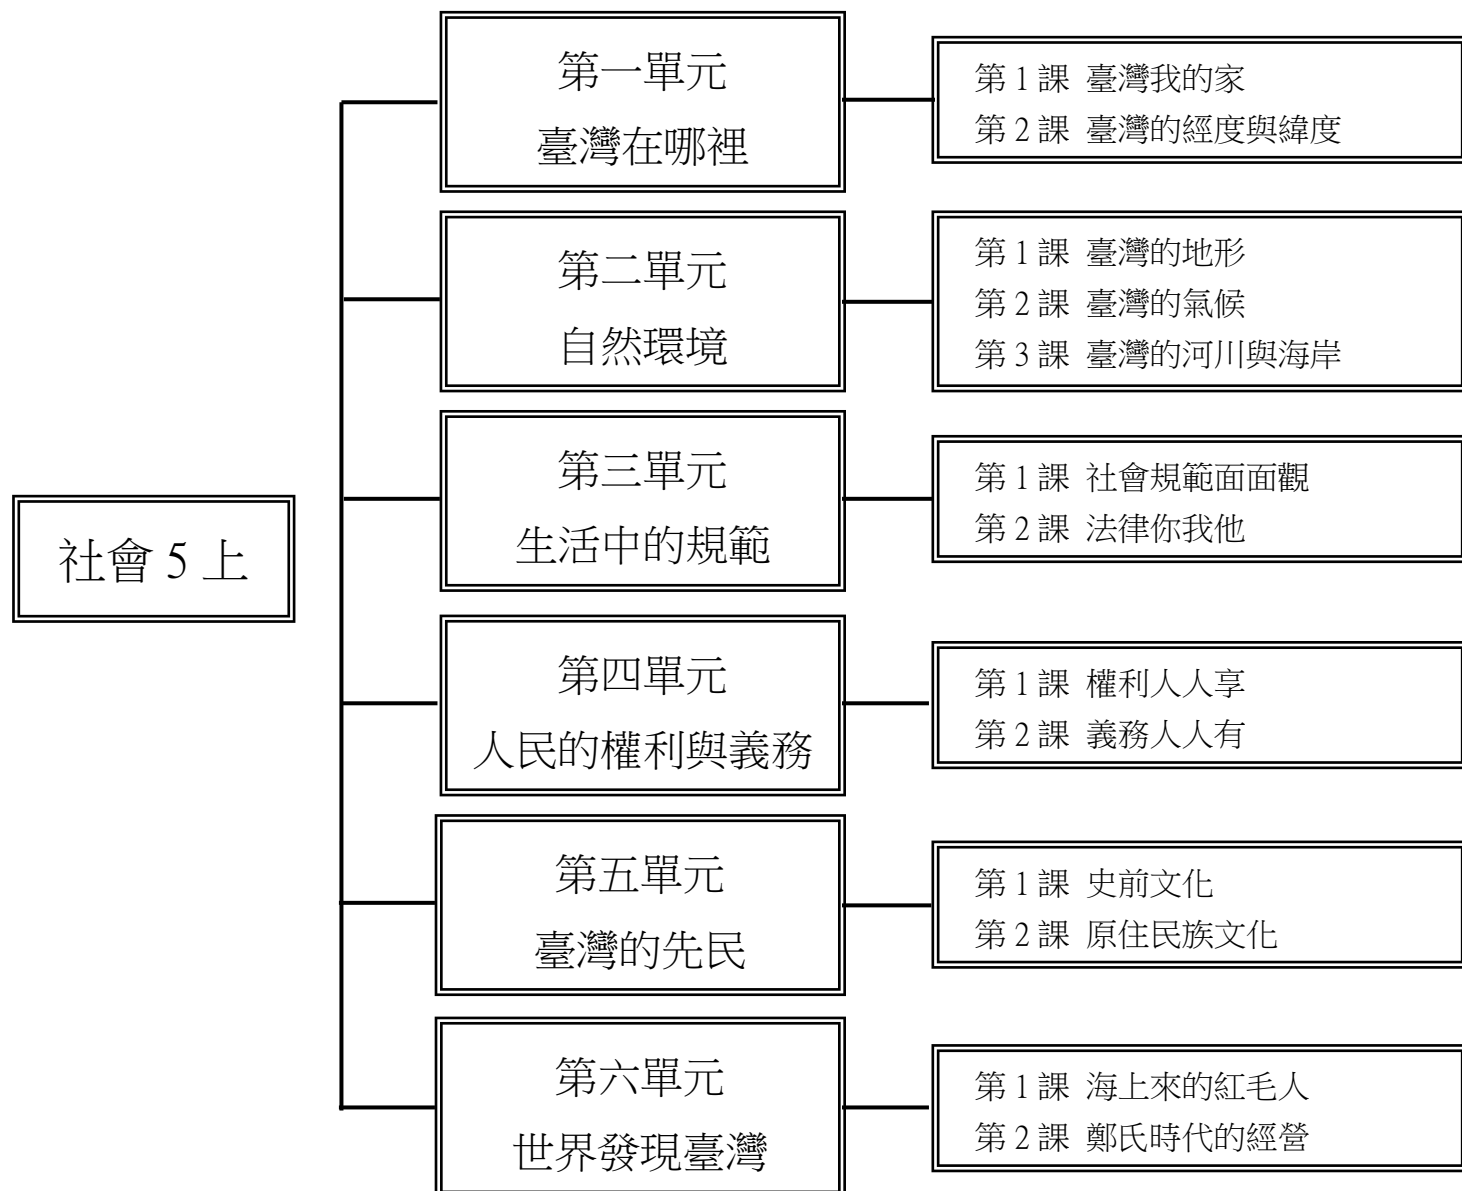 社會 5 上
第一單元
臺灣在哪裡
第 1 課 臺灣我的家
第 2 課 臺灣的經度與緯度
第二單元
自然環境
第 1 課 臺灣的地形
第 2 課 臺灣的氣候
第 3 課 臺灣的河川與海岸
第三單元
生活中的規範
第 1 課 社會規範面面觀
第 2 課 法律你我他
第四單元
人民的權利與義務
第 1 課 權利人人享
第 2 課 義務人人有
第五單元
臺灣的先民
第 1 課 史前文化
第 2 課 原住民族文化
第六單元
世界發現臺灣
第 1 課 海上來的紅毛人
第 2 課 鄭氏時代的經營